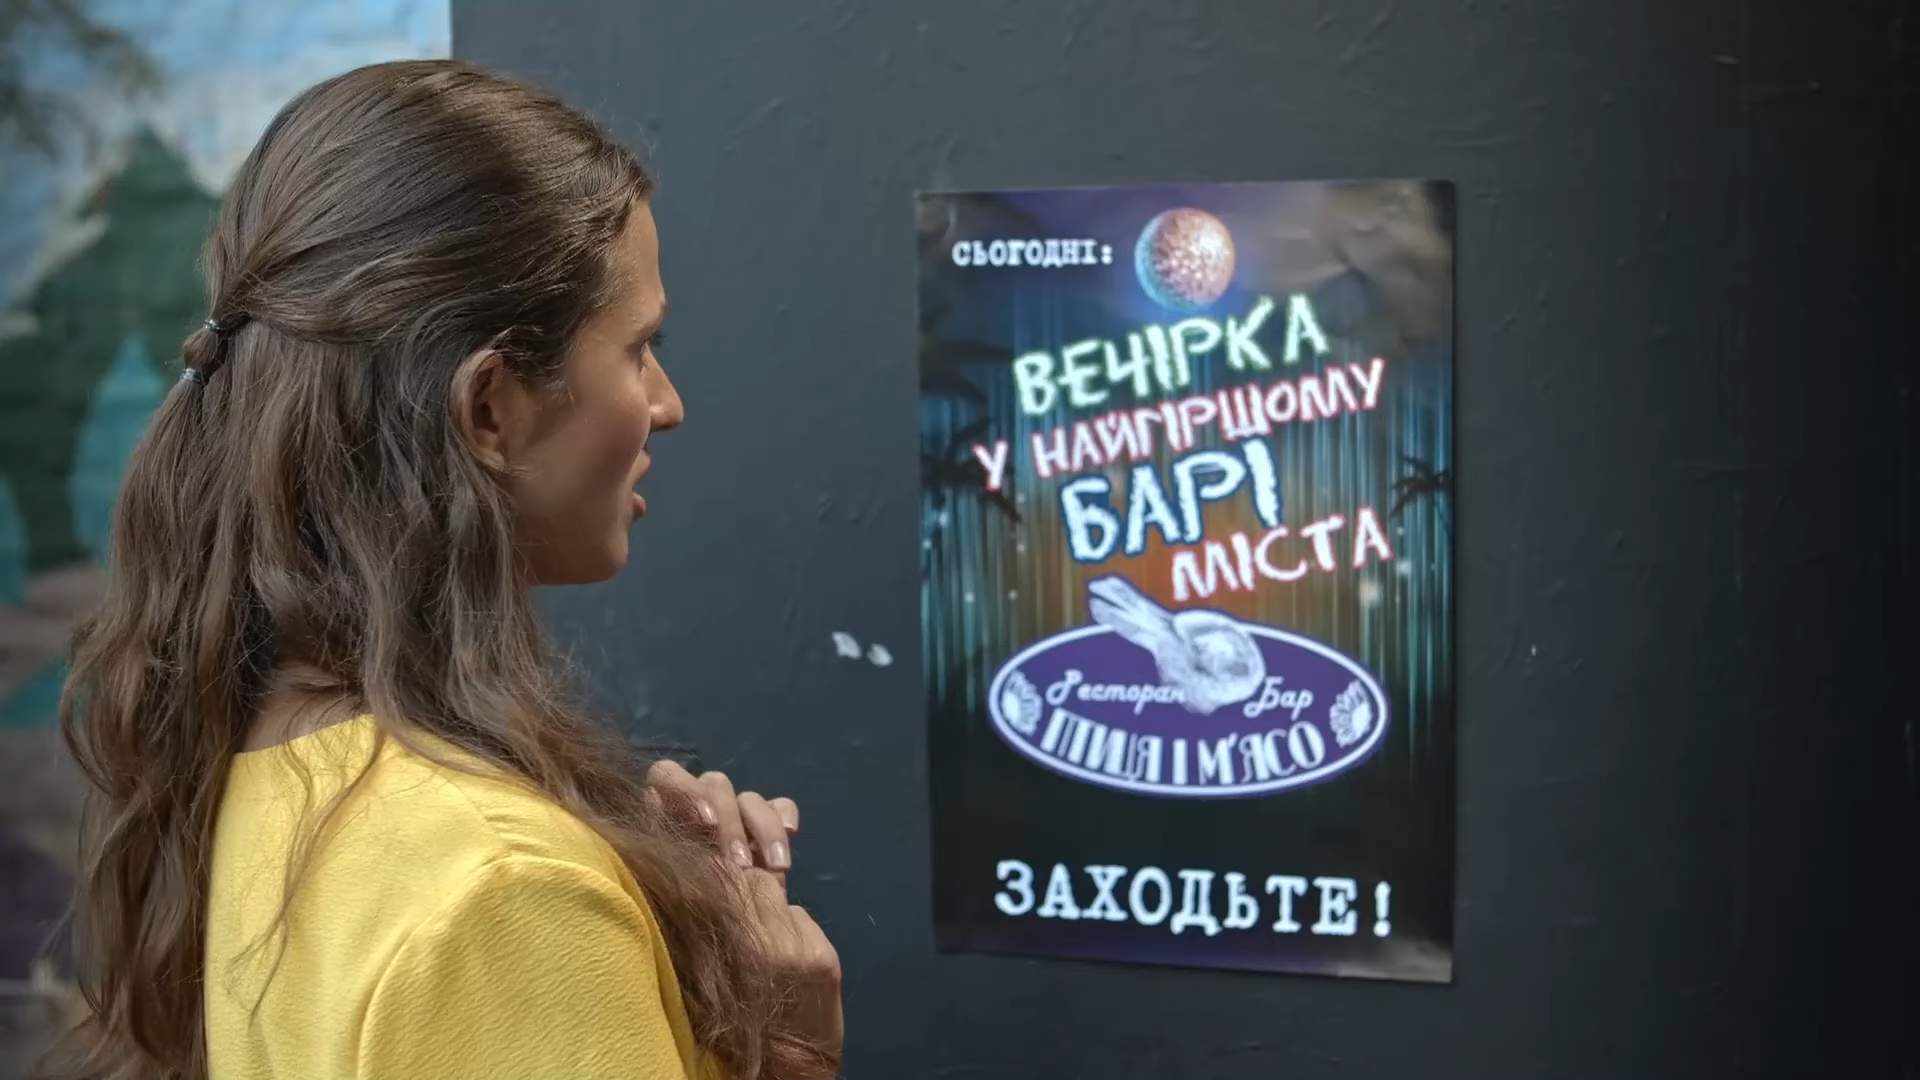 СЬОГОДНІ:
ВЕЧІРКА
У НАЙГІРШОМУ
БАРІ
МІСТА
Ресторан Бар
ПТИЦЯ І М'ЯСО
ЗАХОДЬТЕ!